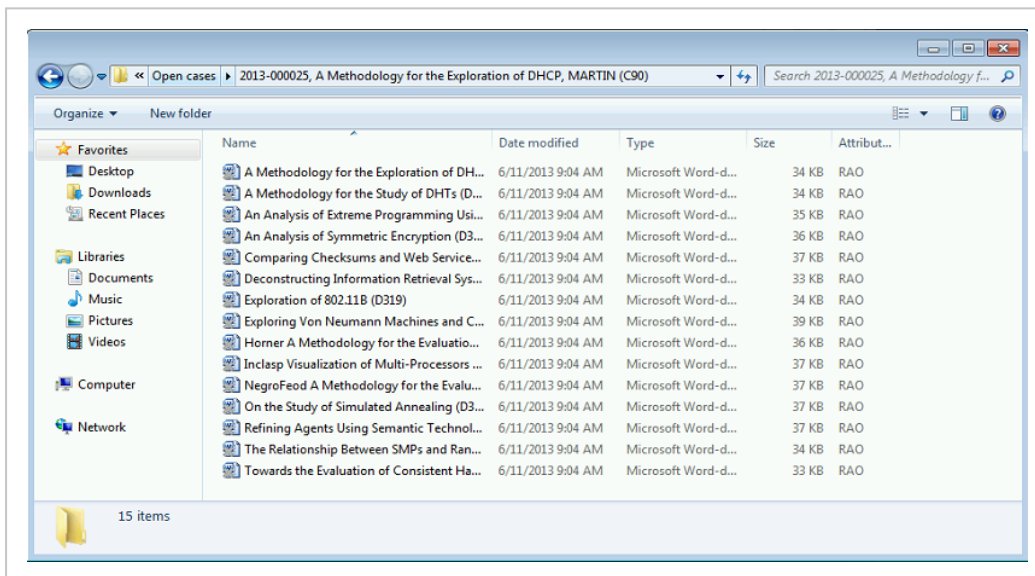 « Open cases ▸ 2013-000025, A Methodology for the Exploration of DHCP, MARTIN (C90) Search 2013-000025, A Methodology f...
Organize New folder
Favorites
Desktop
Downloads
Recent Places
Libraries
Documents
Music
Pictures
Videos
Computer
Network
Name Date modified Type Size Attribut...
A Methodology for the Exploration of DH... 6/11/2013 9:04 AM Microsoft Word-d... 34 KB RAO
A Methodology for the Study of DHTs (D... 6/11/2013 9:04 AM Microsoft Word-d... 34 KB RAO
An Analysis of Extreme Programming Usi... 6/11/2013 9:04 AM Microsoft Word-d... 35 KB RAO
An Analysis of Symmetric Encryption (D3... 6/11/2013 9:04 AM Microsoft Word-d... 36 KB RAO
Comparing Checksums and Web Service... 6/11/2013 9:04 AM Microsoft Word-d... 37 KB RAO
Deconstructing Information Retrieval Sys... 6/11/2013 9:04 AM Microsoft Word-d... 33 KB RAO
Exploration of 802.11B (D319) 6/11/2013 9:04 AM Microsoft Word-d... 34 KB RAO
Exploring Von Neumann Machines and C... 6/11/2013 9:04 AM Microsoft Word-d... 39 KB RAO
Horner A Methodology for the Evaluatio... 6/11/2013 9:04 AM Microsoft Word-d... 36 KB RAO
Inclasp Visualization of Multi-Processors ... 6/11/2013 9:04 AM Microsoft Word-d... 37 KB RAO
NegroFeod A Methodology for the Evalu... 6/11/2013 9:04 AM Microsoft Word-d... 37 KB RAO
On the Study of Simulated Annealing (D3... 6/11/2013 9:04 AM Microsoft Word-d... 37 KB RAO
Refining Agents Using Semantic Technol... 6/11/2013 9:04 AM Microsoft Word-d... 37 KB RAO
The Relationship Between SMPs and Ran... 6/11/2013 9:04 AM Microsoft Word-d... 34 KB RAO
Towards the Evaluation of Consistent Ha... 6/11/2013 9:04 AM Microsoft Word-d... 33 KB RAO
15 items